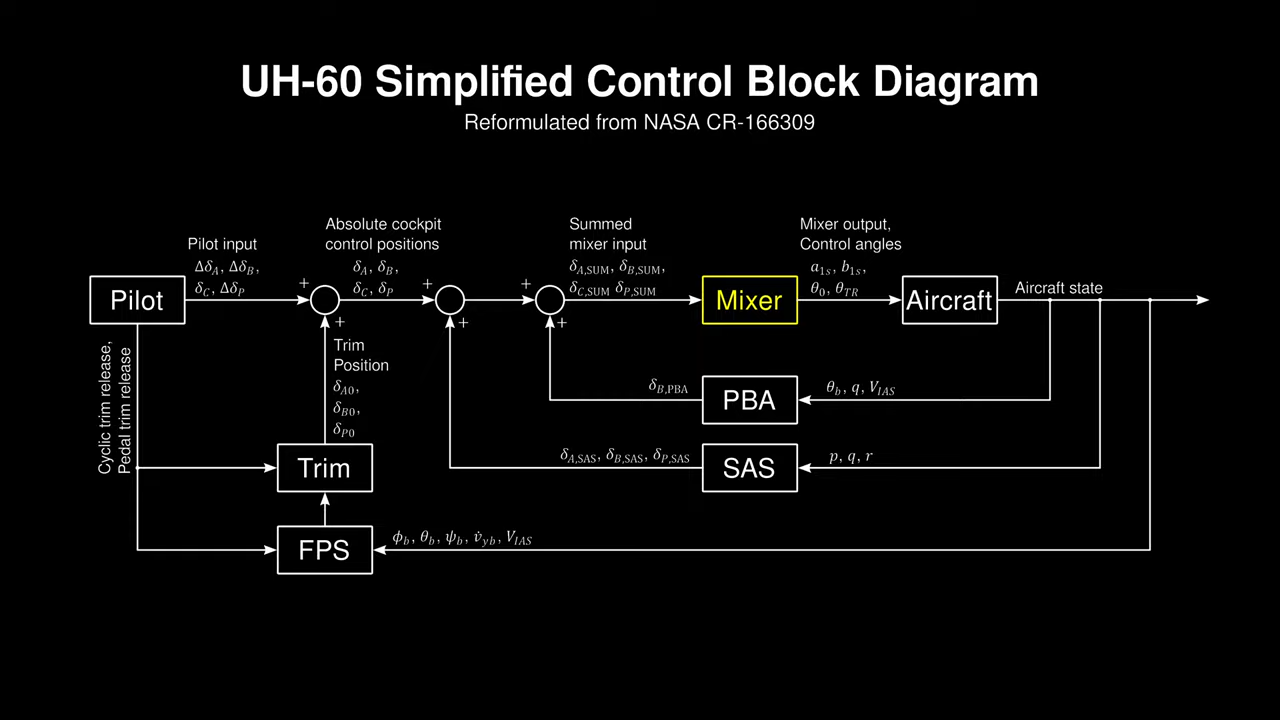 UH-60 Simplified Control Block Diagram
Reformulated from NASA CR-166309
Pilot input
Δδ_A, Δδ_B,
δ_C, Δδ_P
Absolute cockpit
control positions
δ_A, δ_B,
δ_C, δ_P
Summed
mixer input
δ_A,SUM, δ_B,SUM,
δ_C,SUM δ_P,SUM
Mixer output,
Control angles
a_1s, b_1s,
θ_0, θ_TR
Pilot
+
+
+
+
+
+
Mixer
Aircraft
Aircraft state
Cyclic trim release,
Pedal trim release
Trim
Position
δ_A0,
δ_B0,
δ_P0
δ_B,PBA
PBA
θ_b, q, V_IAS
Trim
δ_A,SAS, δ_B,SAS, δ_P,SAS
SAS
p, q, r
FPS
ϕ_b, θ_b, ψ_b, v̇_yb, V_IAS